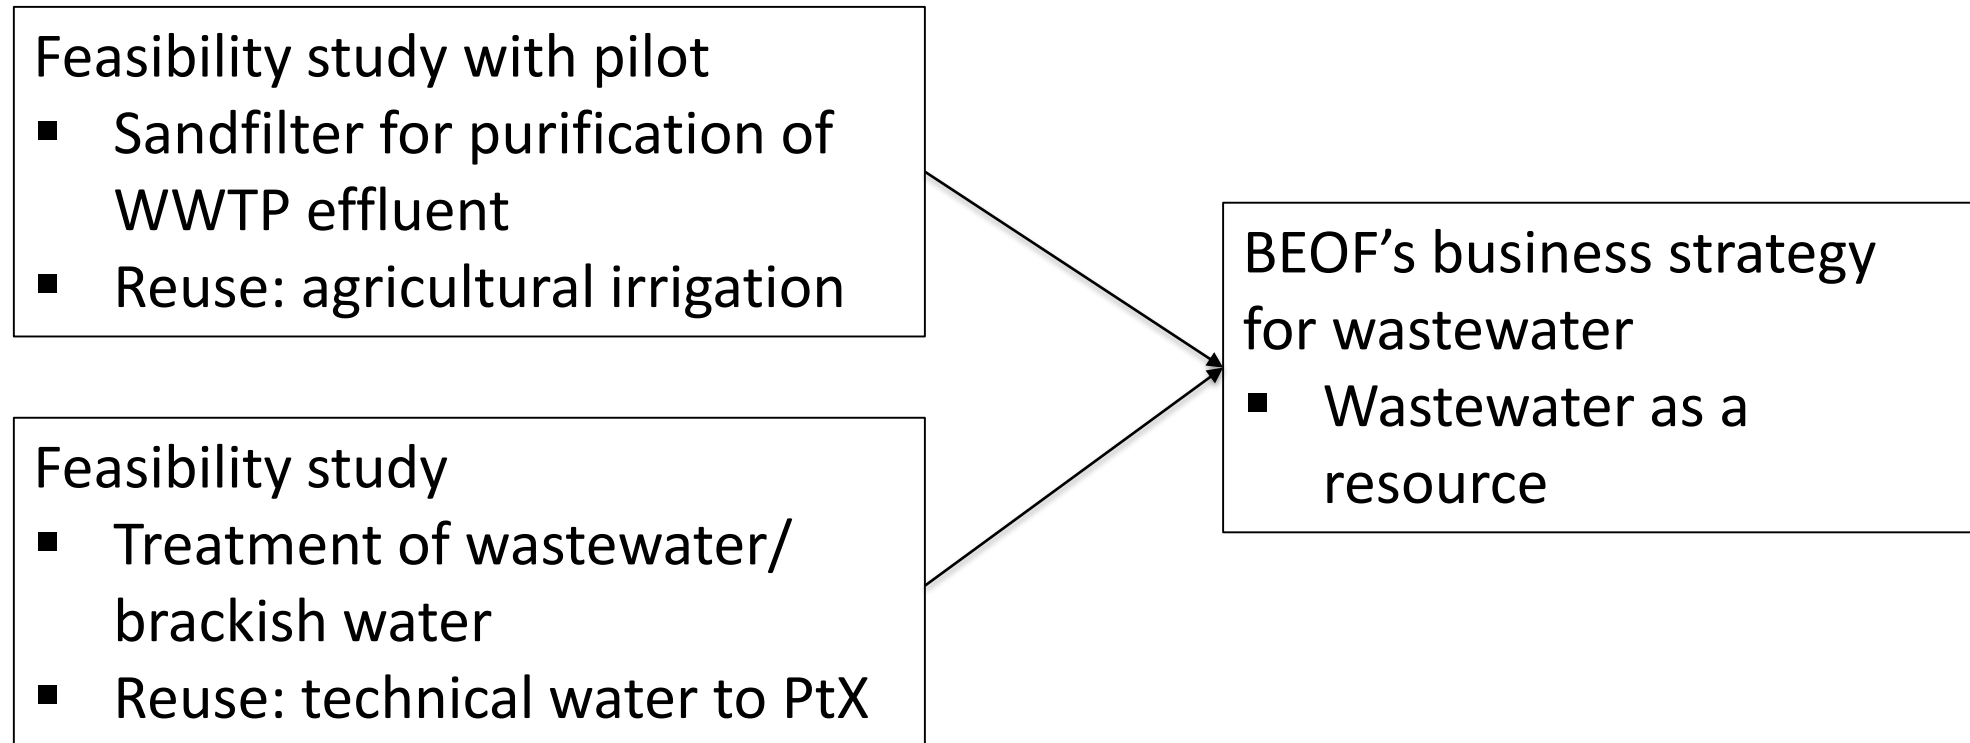 Feasibility study with pilot
▪ Sandfilter for purification of
WWTP effluent
▪ Reuse: agricultural irrigation
Feasibility study
▪ Treatment of wastewater/
brackish water
▪ Reuse: technical water to PtX
BEOF’s business strategy
for wastewater
▪ Wastewater as a
resource